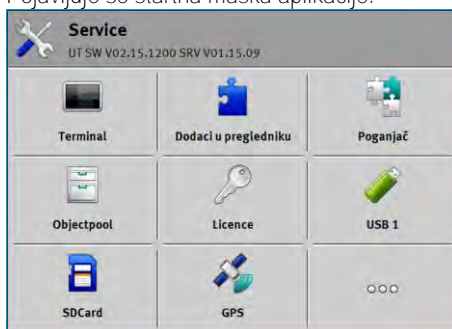 Pojavljuje se startna maska aplikacije.
Service
UT SW V02.15.1200 SRV V01.15.09
Terminal
Dodaci u pregledniku
Poganjač
Objectpool
Licence
USB 1
SDCard
GPS